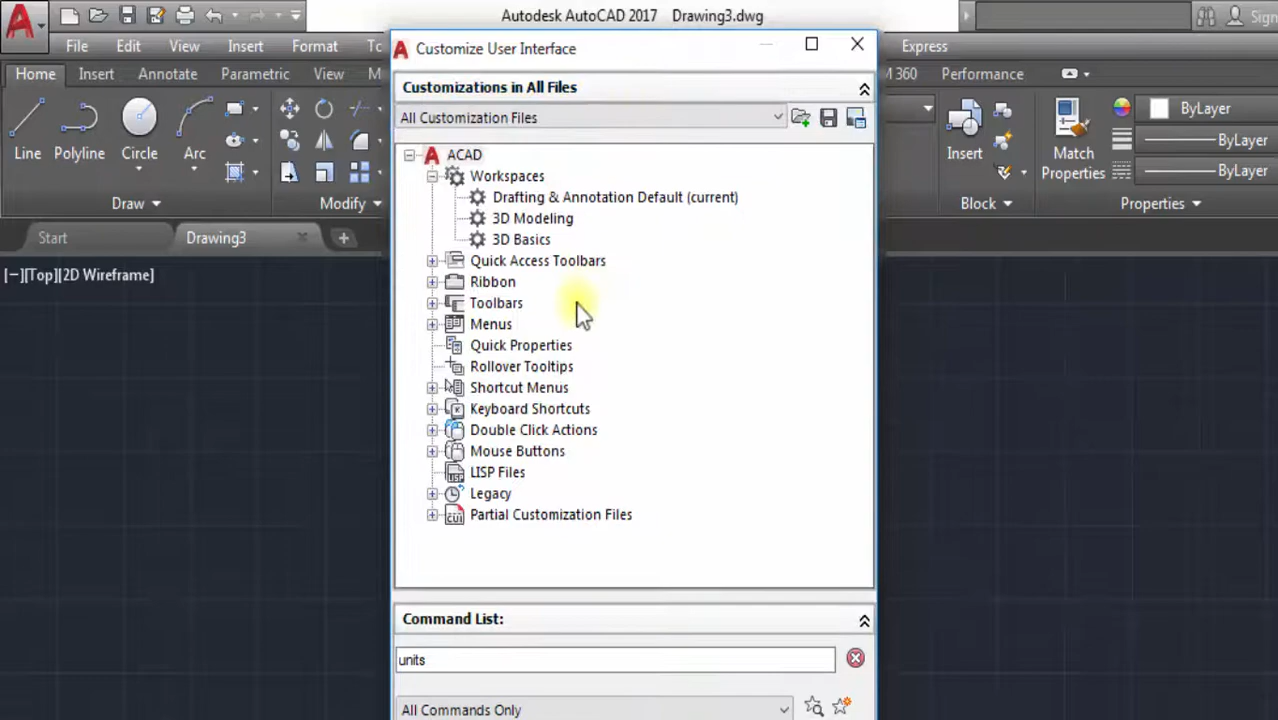 Autodesk AutoCAD 2017 Drawing3.dwg
Sign
File Edit View Insert Format
Express
Customize User Interface
Home Insert Annotate Parametric View
360 Performance
Customizations in All Files
All Customization Files
ByLayer
ByLayer
ByLayer
Line Polyline Circle Arc
Insert Match
Properties
Draw Modify
Block Properties
Start Drawing3
[−][Top][2D Wireframe]
ACAD
Workspaces
Drafting & Annotation Default (current)
3D Modeling
3D Basics
Quick Access Toolbars
Ribbon
Toolbars
Menus
Quick Properties
Rollover Tooltips
Shortcut Menus
Keyboard Shortcuts
Double Click Actions
Mouse Buttons
LISP Files
Legacy
Partial Customization Files
Command List:
units
All Commands Only